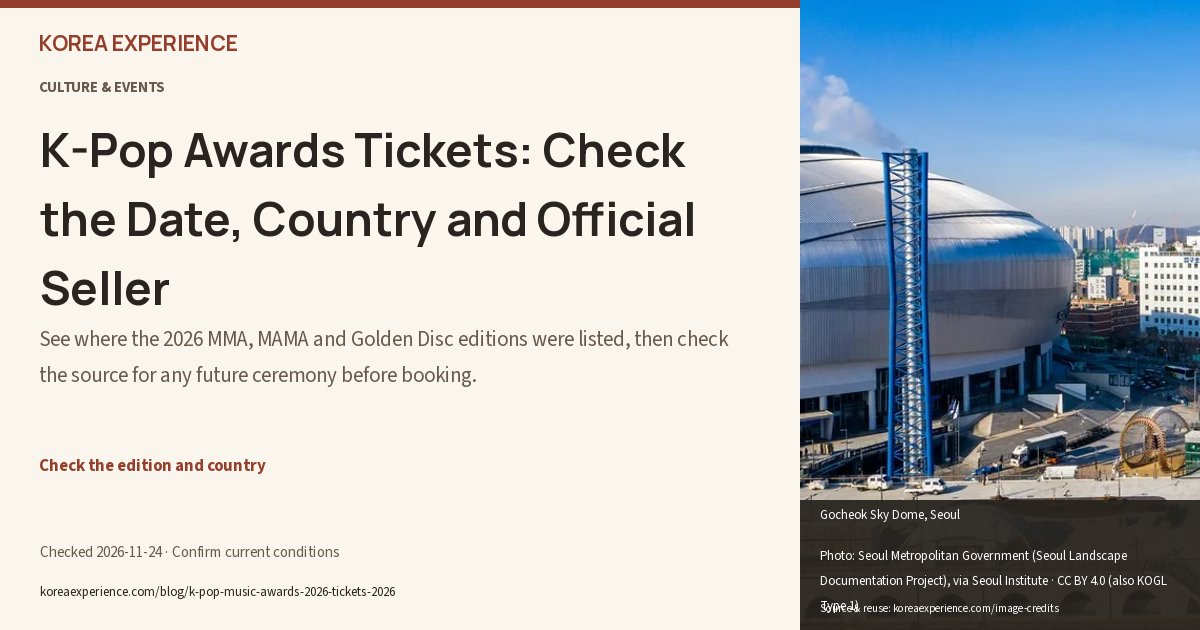 KOREA EXPERIENCE
CULTURE & EVENTS
K-Pop Awards Tickets: Check
the Date, Country and Official
Seller
See where the 2026 MMA, MAMA and Golden Disc editions were listed, then check
the source for any future ceremony before booking.
Check the edition and country
Checked 2026-11-24 · Confirm current conditions
koreaexperience.com/blog/k-pop-music-awards-2026-tickets-2026
Gocheok Sky Dome, Seoul
Photo: Seoul Metropolitan Government (Seoul Landscape
Documentation Project), via Seoul Institute · CC BY 4.0 (also KOGL
Type 1)
Source & reuse: koreaexperience.com/image-credits